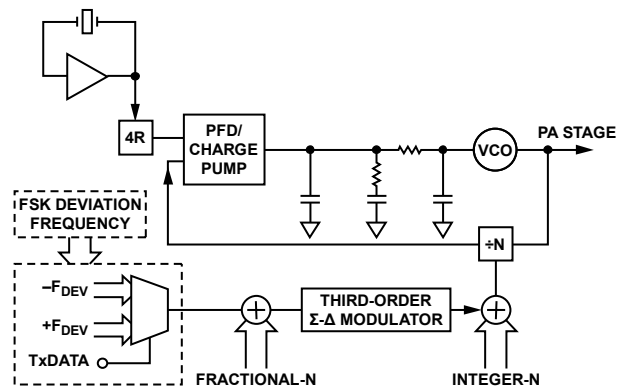 4R
PFD/
CHARGE
PUMP
VCO
PA STAGE
FSK DEVIATION
FREQUENCY
÷N
–FDEV
+FDEV
TxDATA
THIRD-ORDER
Σ-Δ MODULATOR
FRACTIONAL-N
INTEGER-N